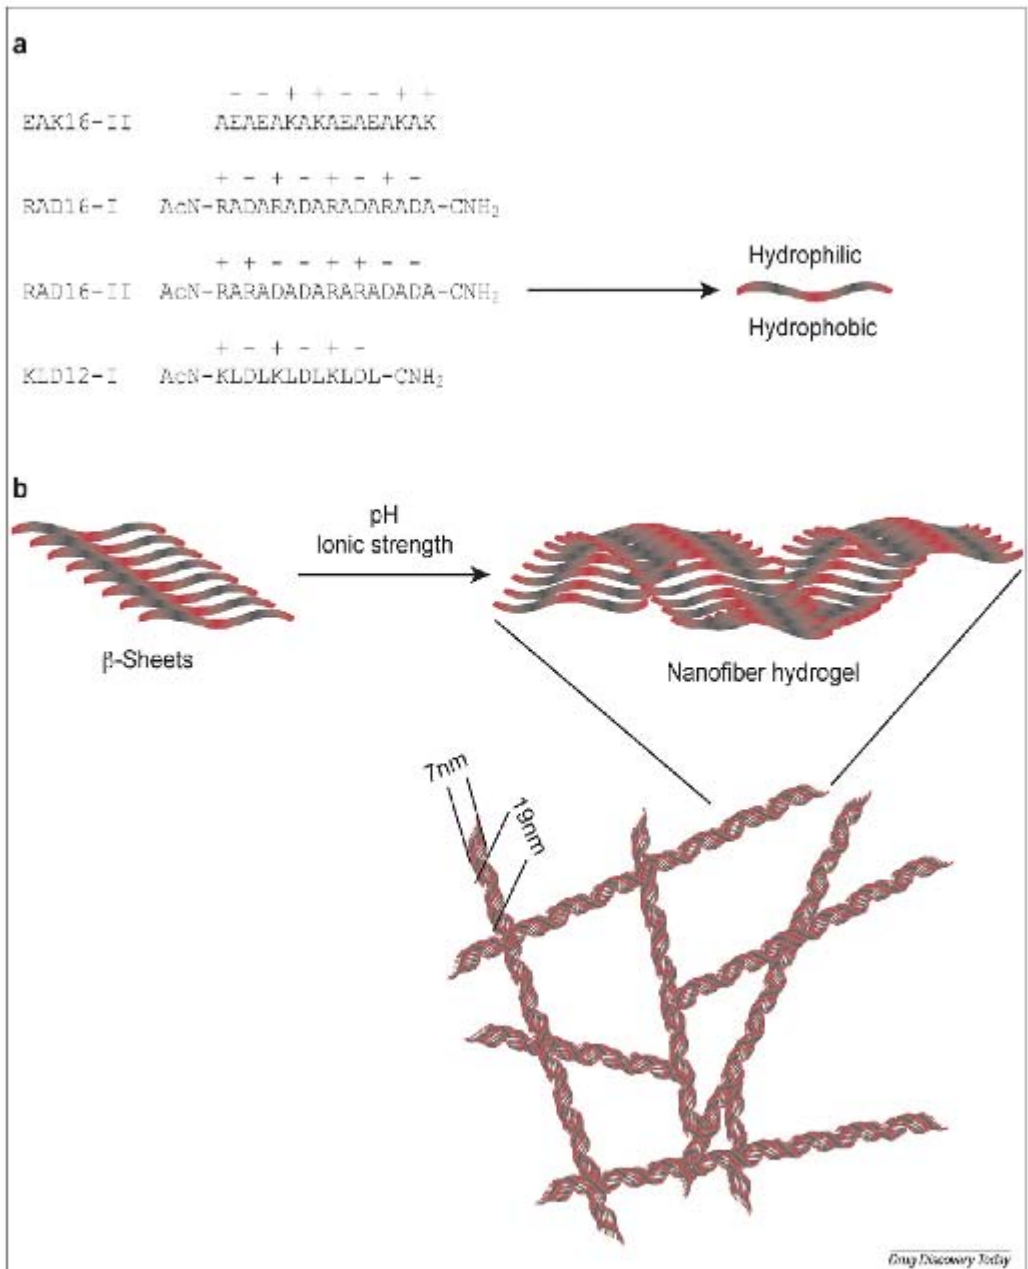 a
- - + + - - + +
EAK16-II AEAEAKAKAEAEAKAK
+ - + - + - + -
RAD16-I AcN-RADARADARADARADA-CNH₂
+ + - - + + - -
RAD16-II AcN-RARADADARARADADA-CNH₂
Hydrophilic
Hydrophobic
+ - + - + -
KLD12-I AcN-KLDLKLDLKLDL-CNH₂
b
pH
Ionic strength
β-Sheets
Nanofiber hydrogel
7nm
19nm
Drug Discovery Today